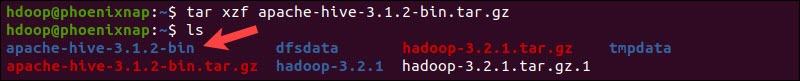 hdoop@phoenixnap:~$ tar xzf apache-hive-3.1.2-bin.tar.gz
hdoop@phoenixnap:~$ ls
apache-hive-3.1.2-bin dfsdata hadoop-3.2.1.tar.gz tmpdata
apache-hive-3.1.2-bin.tar.gz hadoop-3.2.1 hadoop-3.2.1.tar.gz.1